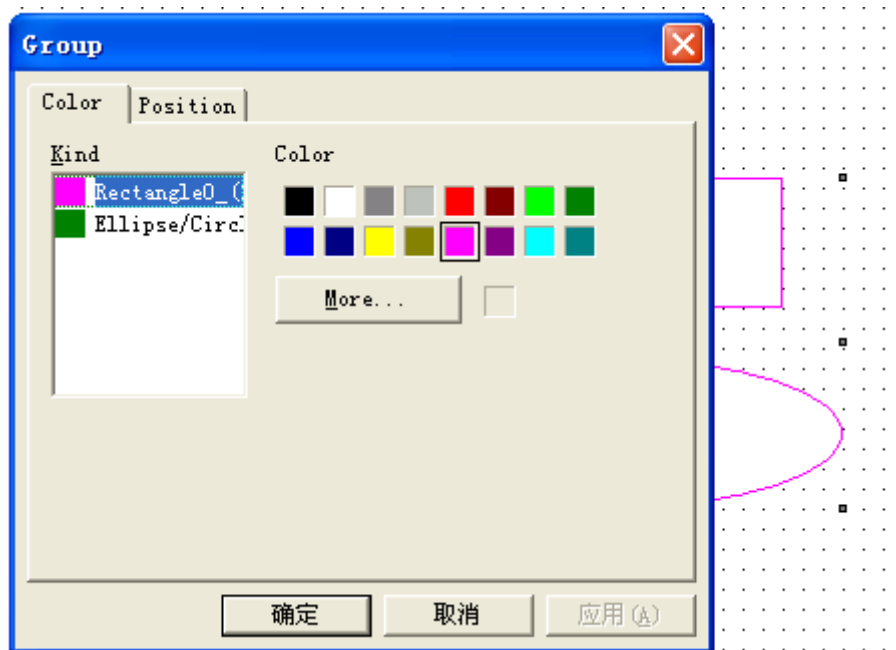 Group
Color Position
Kind
Color
Rectangle0_(
Ellipse/Circl
More...
确定 取消 应用(A)